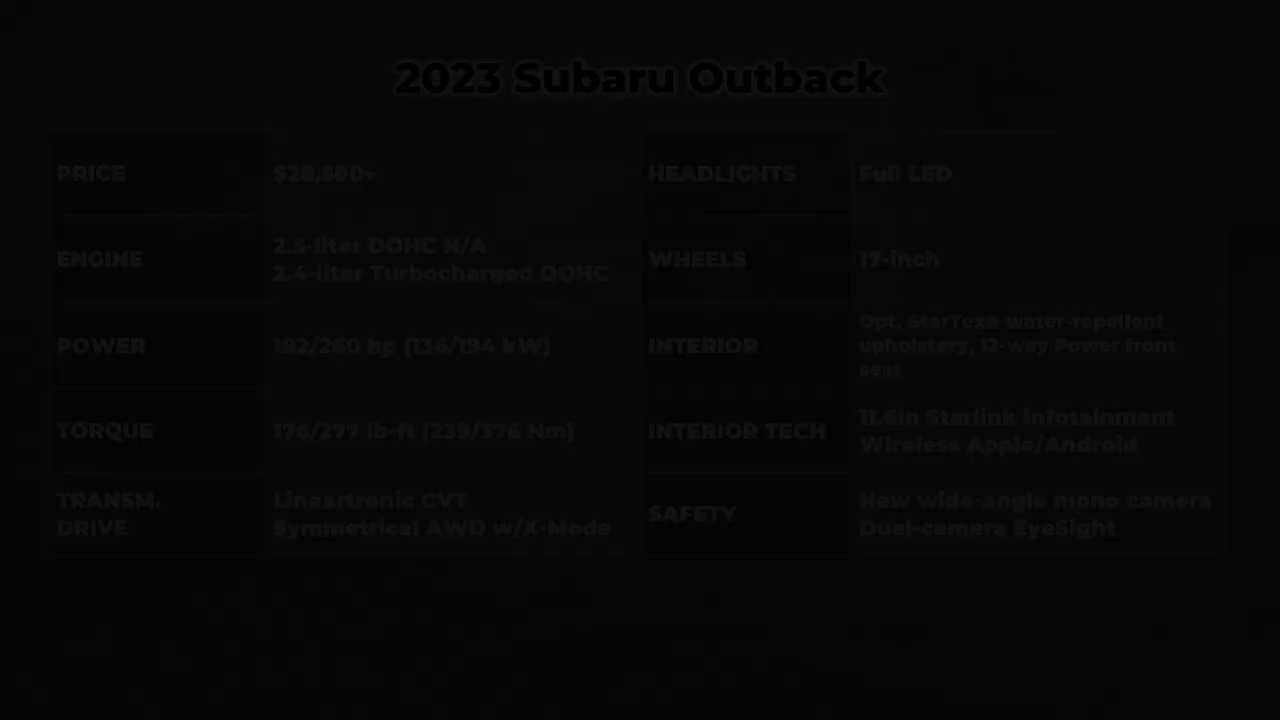 2023 Subaru Outback
PRICE
ENGINE
2.5-liter DOHC N/A
2.4-liter Turbocharged DOHC
POWER
182/260 hp (136/194 kW)
TORQUE
176/277 lb-ft (239/376 Nm)
TRANSM.
DRIVE
Lineartronic CVT
Symmetrical AWD w/X-Mode
HEADLIGHTS
Full LED
WHEELS
17-inch
INTERIOR
Opt. StarTex® water-repellent
upholstery, 12-way Power front
seat
INTERIOR TECH
11.6in Starlink infotainment
Wireless Apple/Android
SAFETY
New wide-angle mono camera
Dual-camera EyeSight